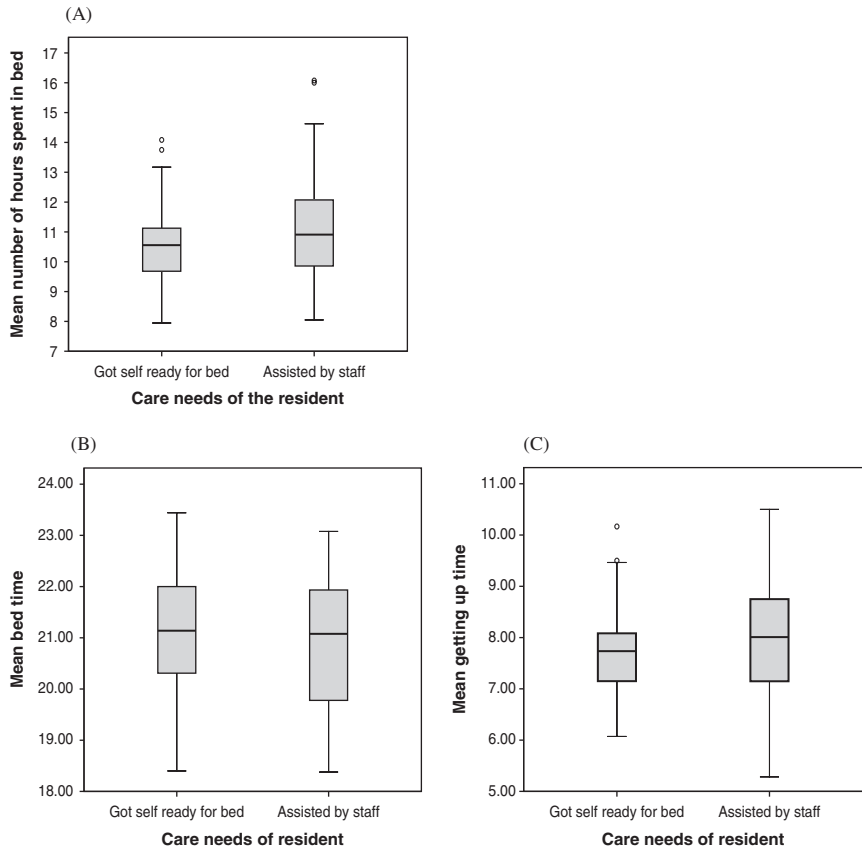 (A)
Mean number of hours spent in bed
17
16
15
14
13
12
11
10
9
8
7
Got self ready for bed
Assisted by staff
Care needs of the resident
(B)
Mean bed time
24.00
23.00
22.00
21.00
20.00
19.00
18.00
Got self ready for bed
Assisted by staff
Care needs of resident
(C)
Mean getting up time
11.00
10.00
9.00
8.00
7.00
6.00
5.00
Got self ready for bed
Assisted by staff
Care needs of resident